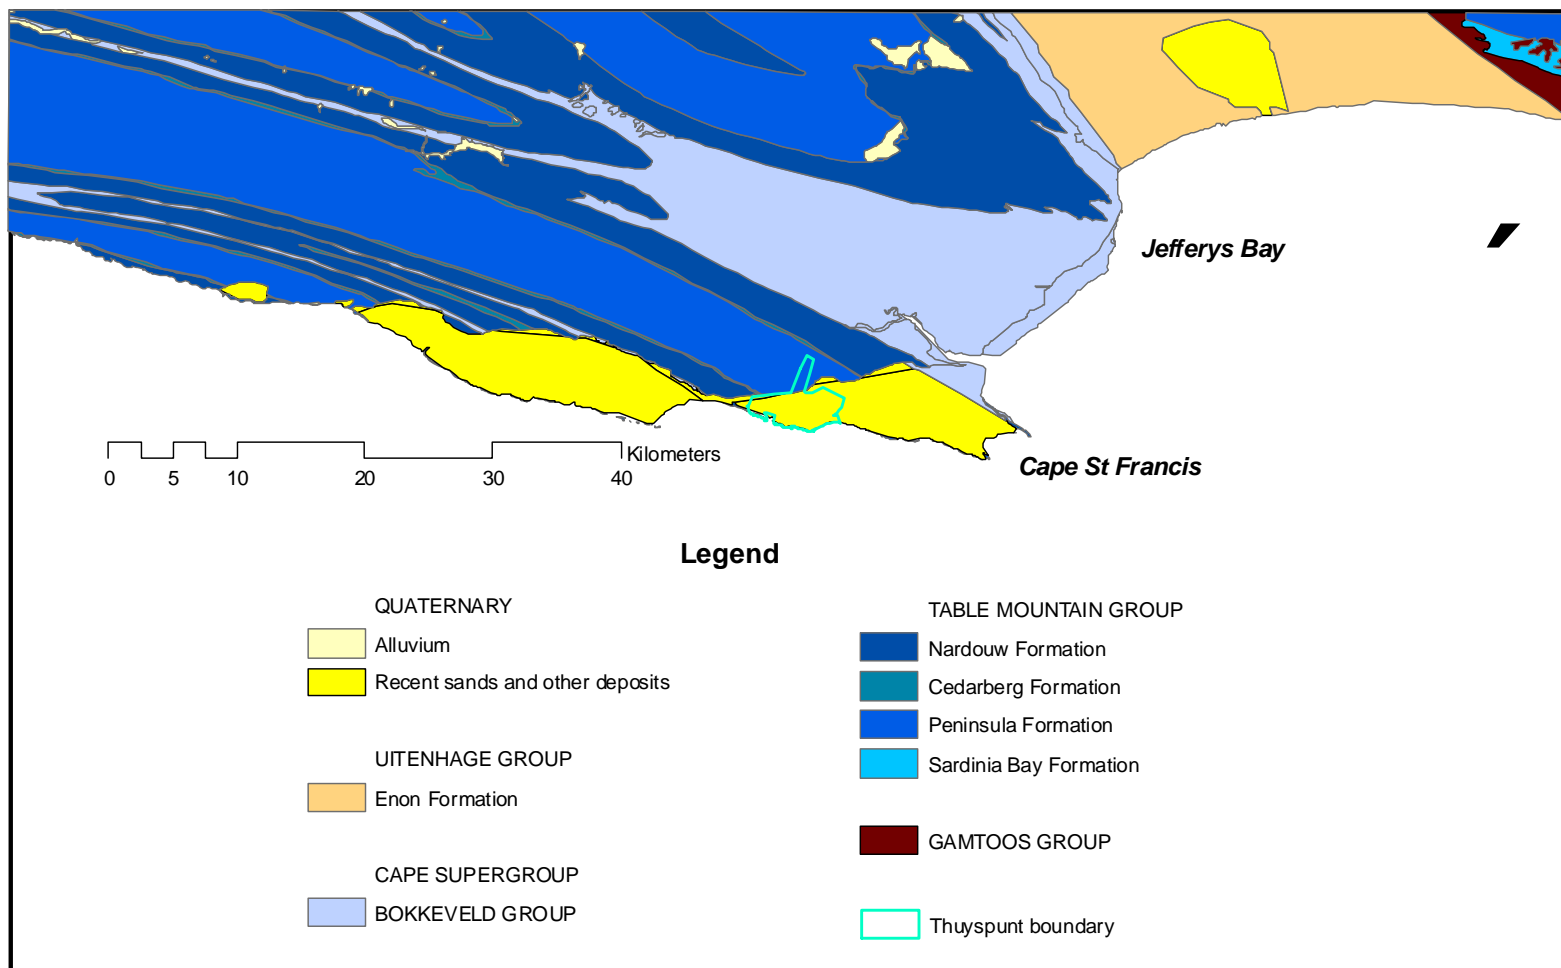 Jefferys Bay
Cape St Francis
Kilometers
0 5 10 20 30 40
Legend
QUATERNARY
Alluvium
Recent sands and other deposits
UITENHAGE GROUP
Enon Formation
CAPE SUPERGROUP
BOKKEVELD GROUP
TABLE MOUNTAIN GROUP
Nardouw Formation
Cedarberg Formation
Peninsula Formation
Sardinia Bay Formation
GAMTOOS GROUP
Thuyspunt boundary